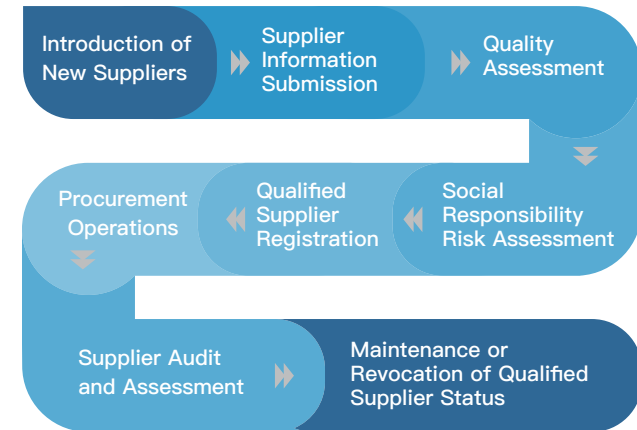 Introduction of
New Suppliers
Supplier
Information
Submission
Quality
Assessment
Social
Responsibility
Risk Assessment
Qualified
Supplier
Registration
Procurement
Operations
Supplier Audit
and Assessment
Maintenance or
Revocation of Qualified
Supplier Status